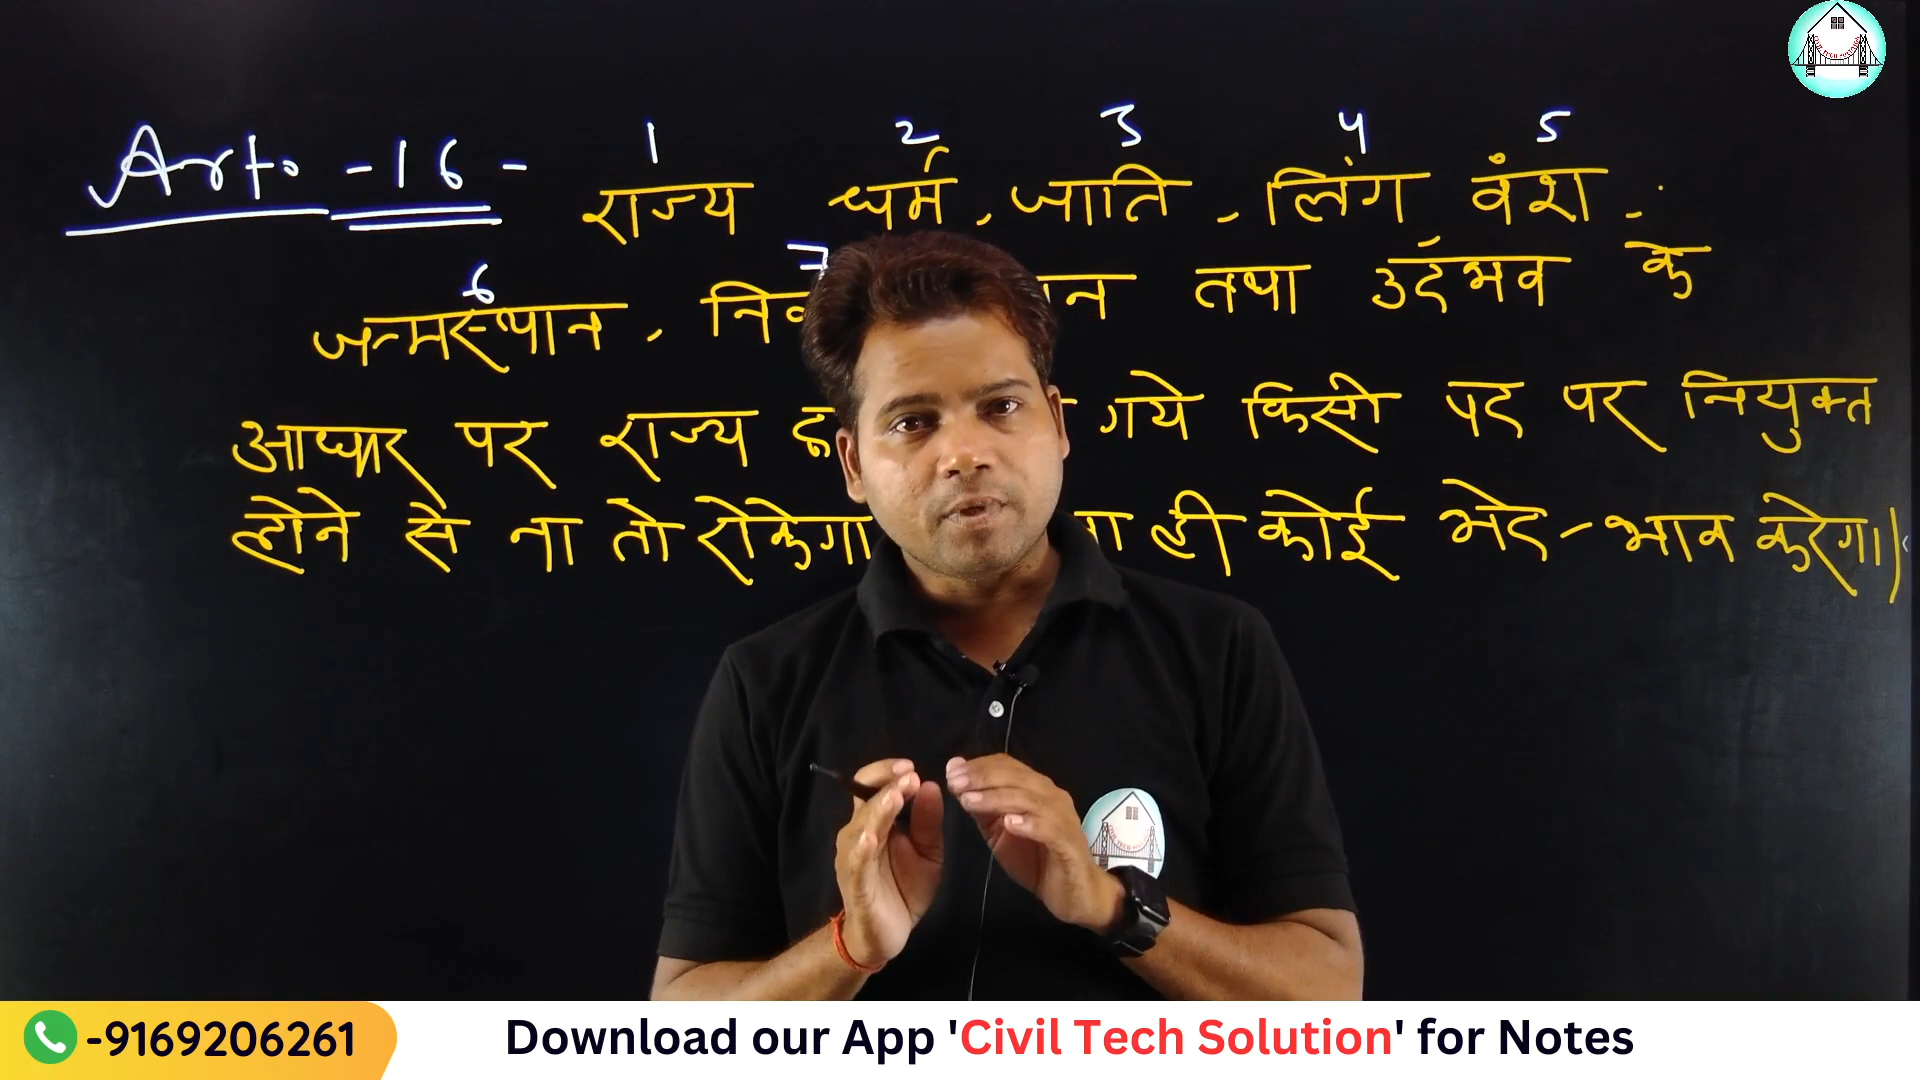 1 2 3 4 5
Art. -16- राज्य धर्म, जाति, लिंग वंश,
6 7
जन्मस्थान, तथा उदंभव के
आधार पर राज्य गये किसी पद पर नियुक्त
होने से ना तो रोकेगा ही कोई भेद-भाव करेगा।
-9169206261 Download our App 'Civil Tech Solution' for Notes